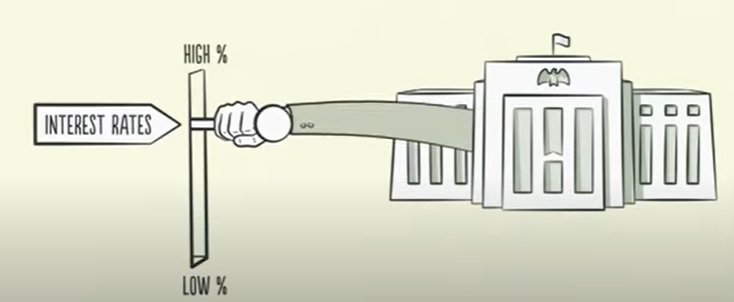 HIGH %
INTEREST RATES
LOW %